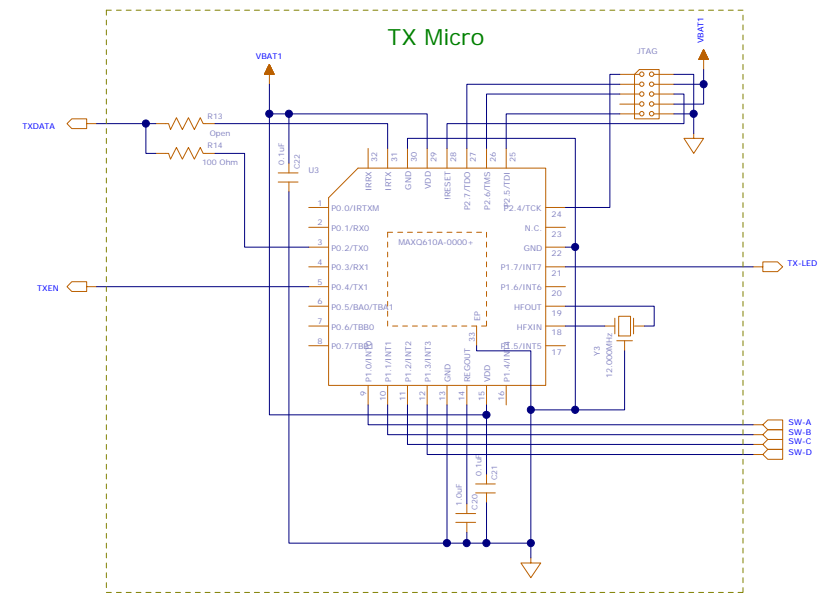 TX Micro
VBAT1
JTAG
VBAT1
TXDATA
R13
Open
R14
100 Ohm
0.1uF
C22
U3
32
31
30
29
28
27
26
25
IRRX
IRTX
GND
VDD
IRESET
P2.7/TDO
P2.6/TMS
P2.5/TDI
1 P0.0/IRTXM
2 P0.1/RX0
3 P0.2/TX0
4 P0.3/RX1
5 P0.4/TX1
6 P0.5/BA0/TBA1
7 P0.6/TBB0
8 P0.7/TBB1
MAXQ610A-0000+
EP
33
P2.4/TCK 24
N.C. 23
GND 22
P1.7/INT7 21
P1.6/INT6 20
HFOUT 19
HFXIN 18
P1.5/INT5 17
TXEN
TX-LED
Y3
12.000MHz
P1.0/INT0
P1.1/INT1
P1.2/INT2
P1.3/INT3
GND
REGOUT
VDD
P1.4/INT4
9
10
11
12
13
14
15
16
SW-A
SW-B
SW-C
SW-D
0.1uF
C21
1.0uF
C20